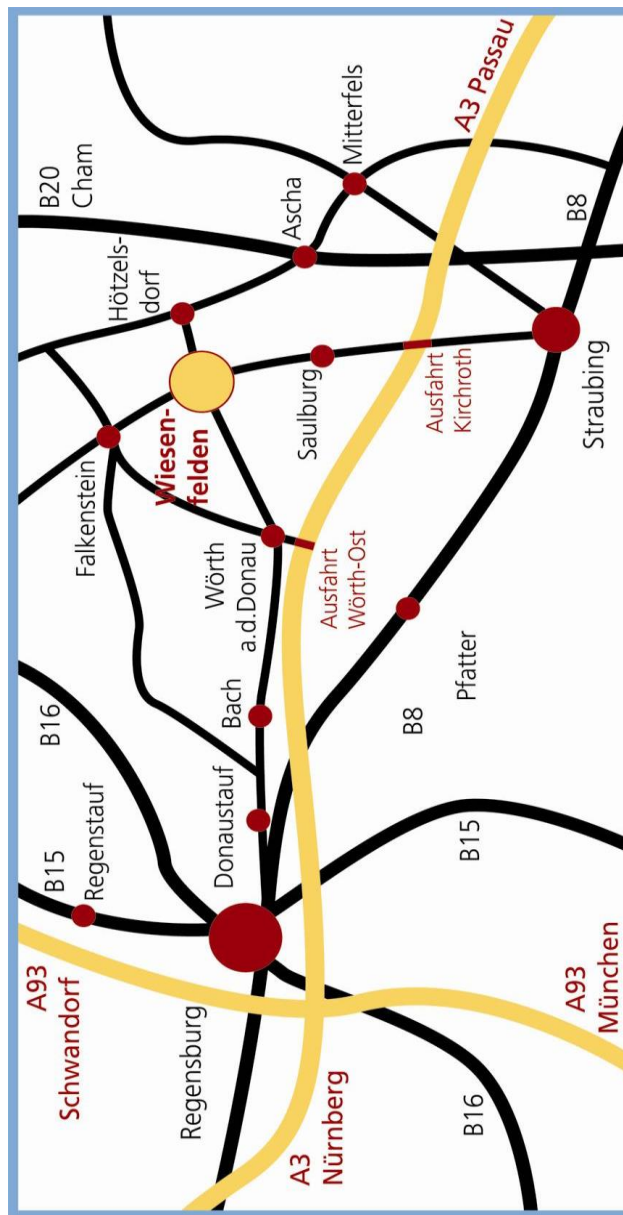 B20
Cham
Mitterfels
A3 Passau
Ascha
Hötzels-
dorf
B8
Falkenstein
Wiesen-
felden
Saulburg
Ausfahrt
Kirchroth
Straubing
Wörth
a.d.Donau
Ausfahrt
Wörth-Ost
B16
Bach
Pfatter
B8
B15
Regenstauf
Donaustauf
B15
A93
Schwandorf
Regensburg
A93
München
A3
Nürnberg
B16